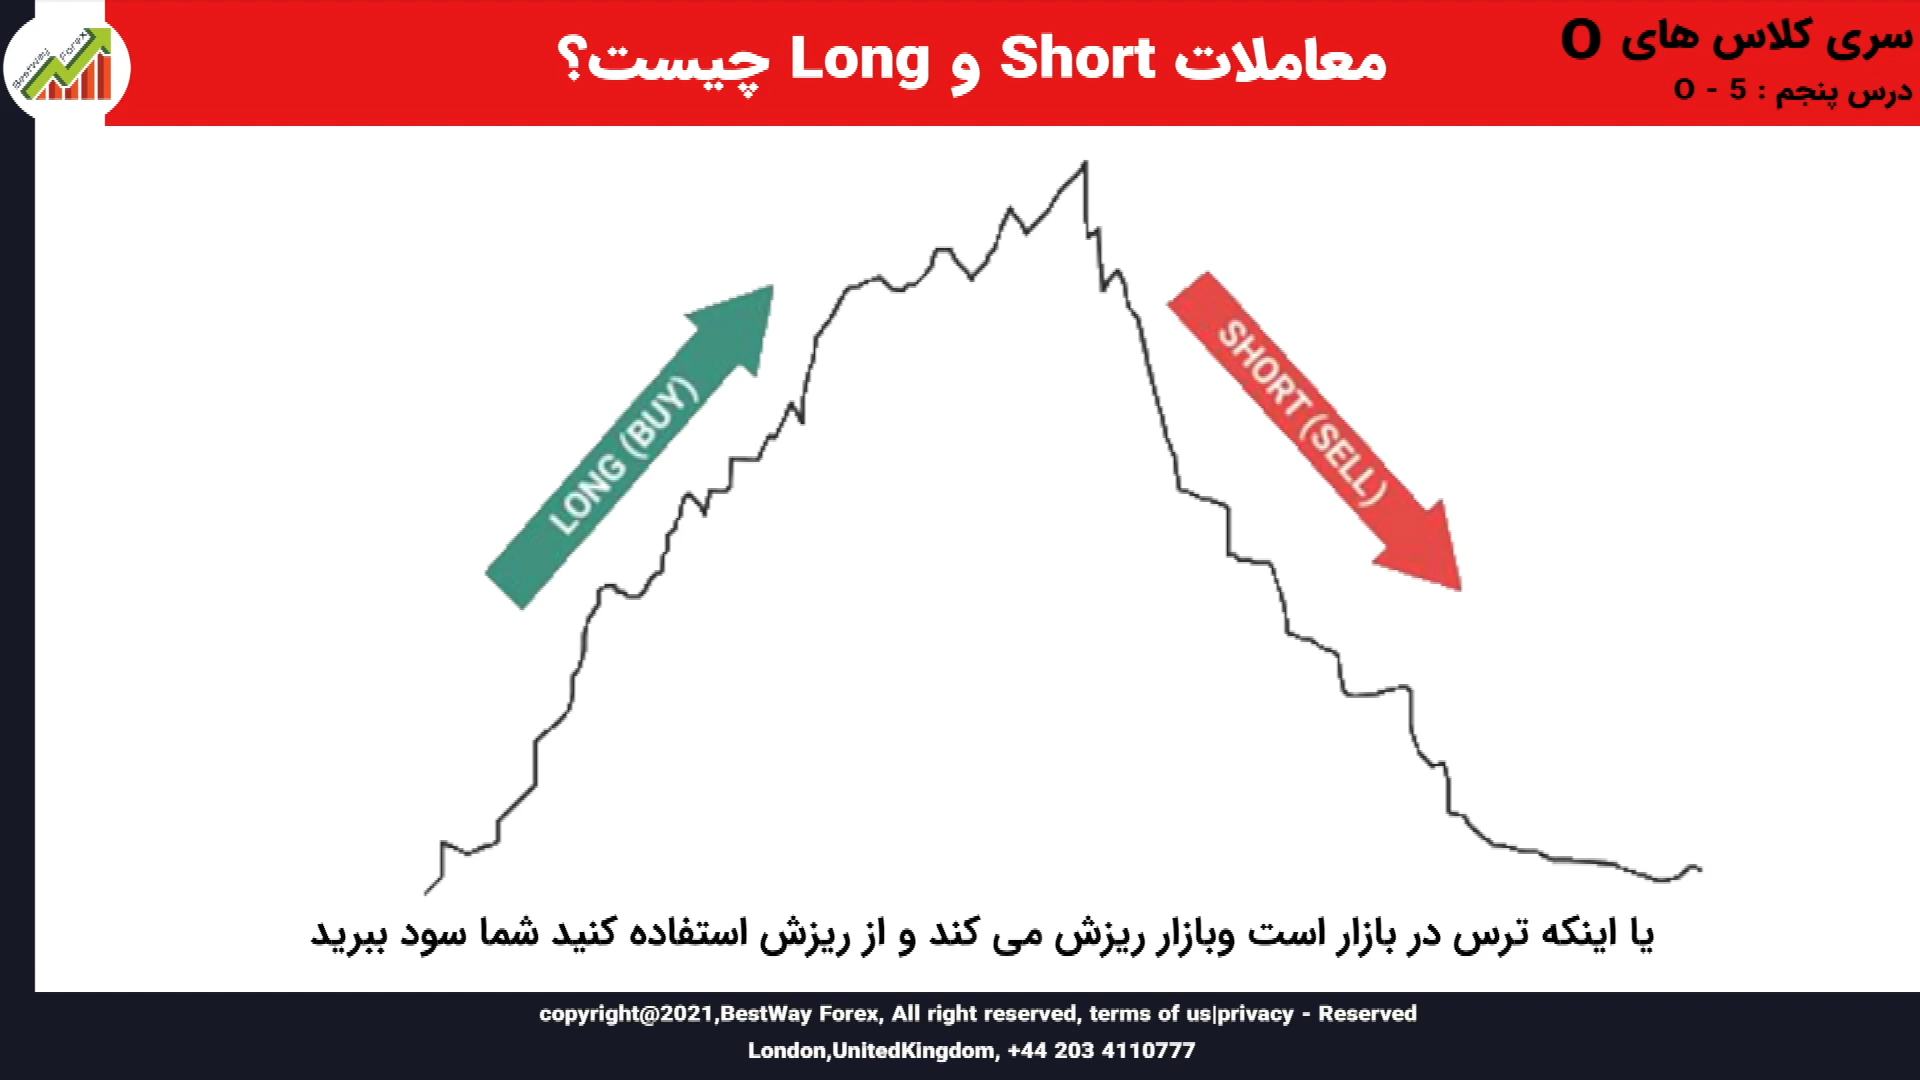 سری کلاس های O
درس پنجم : 5 - O
معاملات Short و Long چیست؟
BestWay Forex
LONG (BUY)
SHORT (SELL)
یا اینکه ترس در بازار است وبازار ریزش می کند و از ریزش استفاده کنید شما سود ببرید
copyright@2021,BestWay Forex, All right reserved, terms of us|privacy - Reserved
London,UnitedKingdom, +44 203 4110777